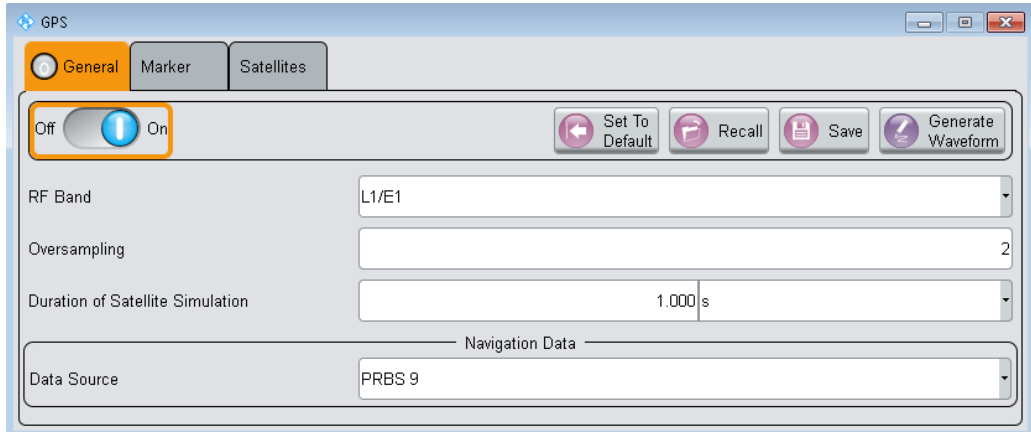 GPS
General Marker Satellites
Off On Set To Default Recall Save Generate Waveform
RF Band L1/E1
Oversampling 2
Duration of Satellite Simulation 1.000 s
Navigation Data
Data Source PRBS 9